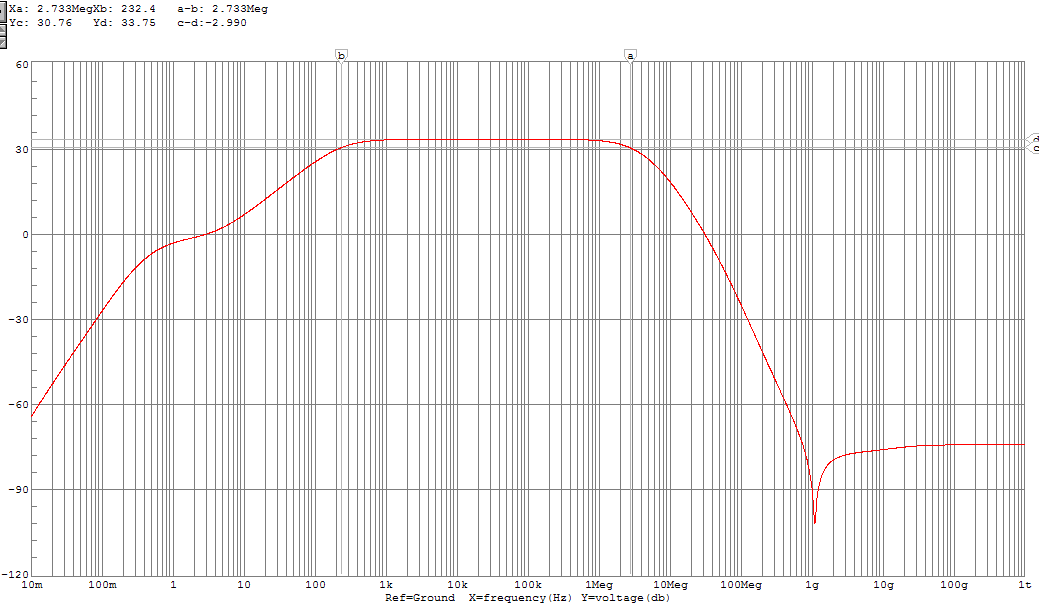 Xa: 2.733MegXb: 232.4 a-b: 2.733Meg
Yc: 30.76 Yd: 33.75 c-d:-2.990
b a
60
d
30
c
0
-30
-60
-90
-120
10m 100m 1 10 100 1k 10k 100k 1Meg 10Meg 100Meg 1g 10g 100g 1t
Ref=Ground X=frequency(Hz) Y=voltage(db)